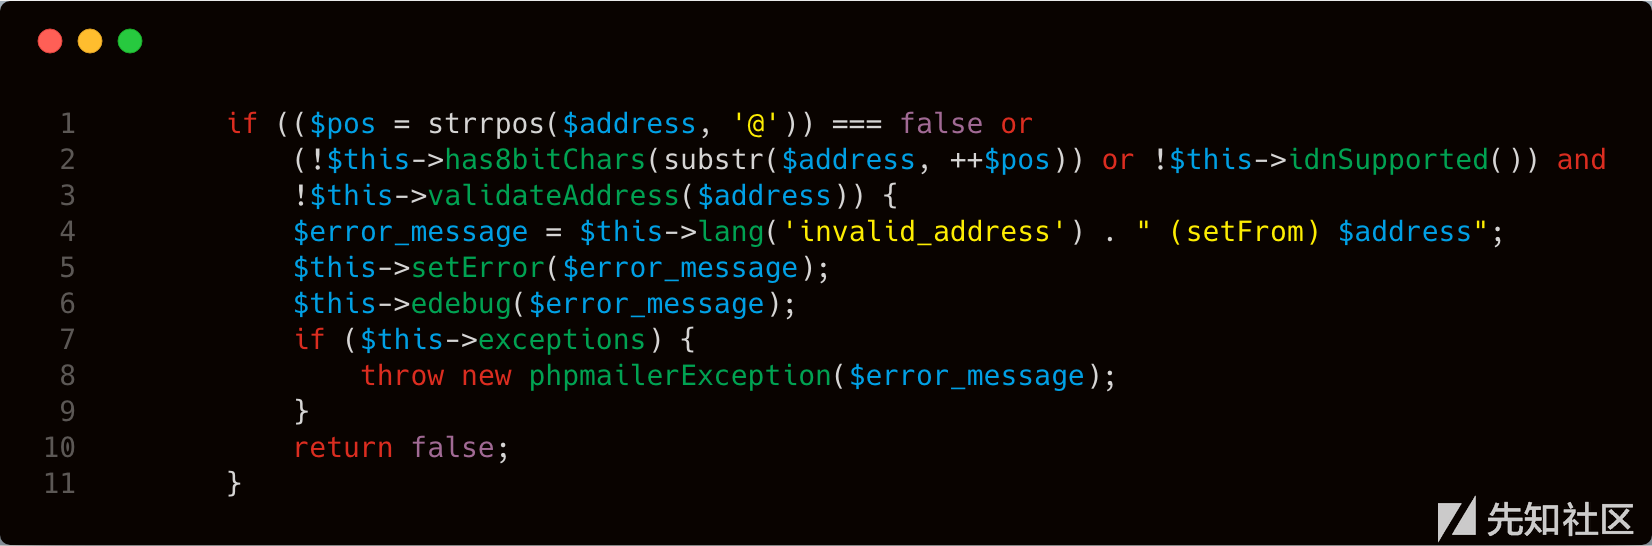 1 if (($pos = strrpos($address, '@')) === false or
2 (!$this->has8bitChars(substr($address, ++$pos)) or !$this->idnSupported()) and
3 !$this->validateAddress($address)) {
4 $error_message = $this->lang('invalid_address') . " (setFrom) $address";
5 $this->setError($error_message);
6 $this->edebug($error_message);
7 if ($this->exceptions) {
8 throw new phpmailerException($error_message);
9 }
10 return false;
11 }
先知社区